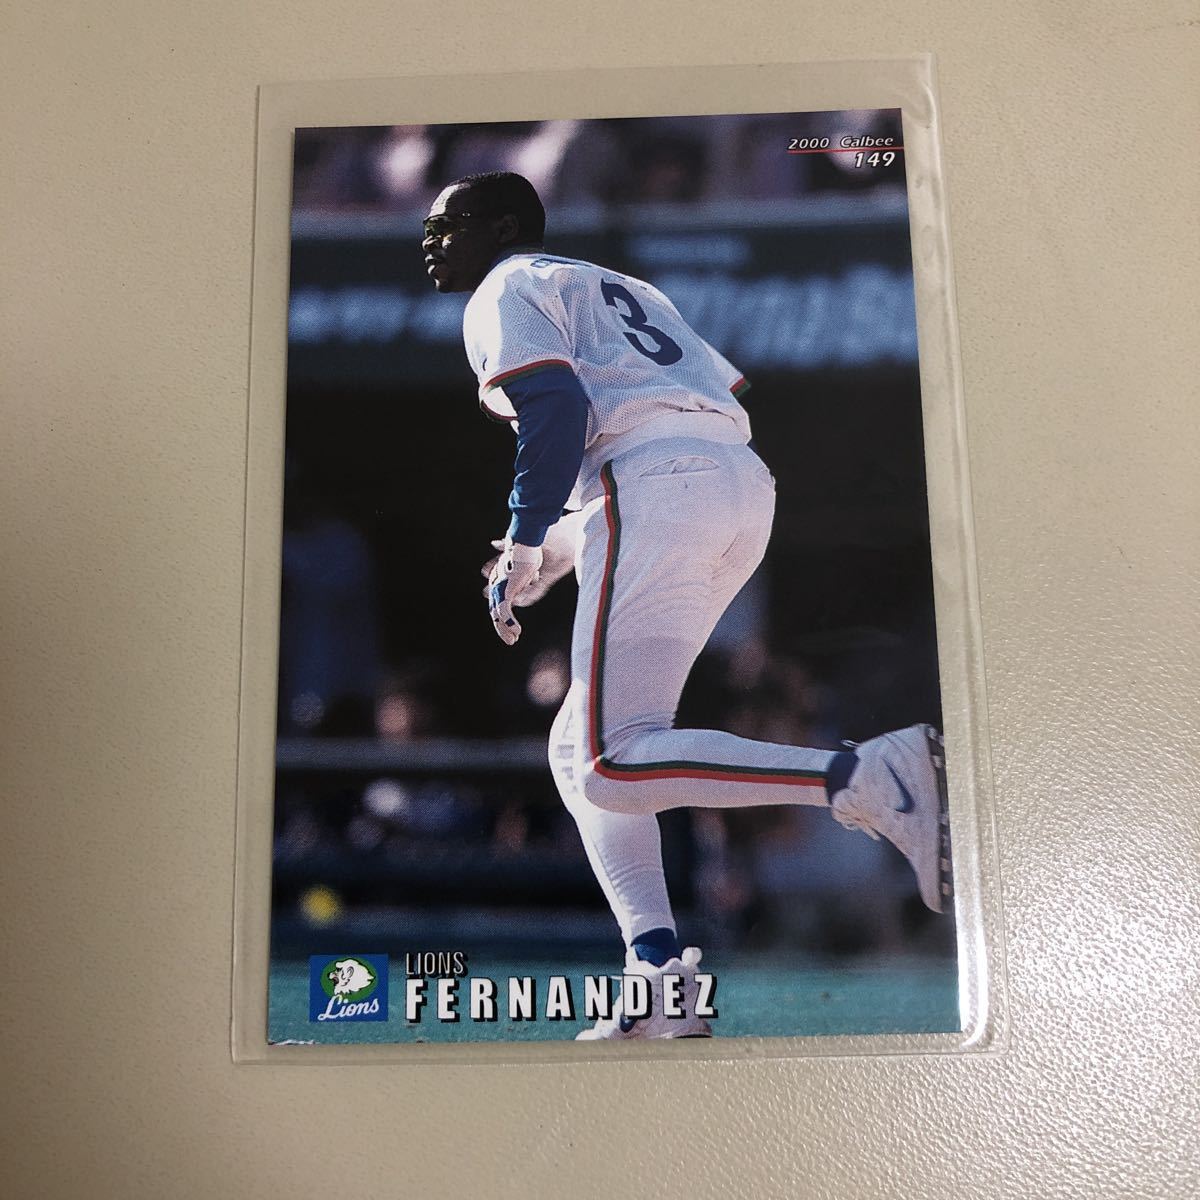 2000 Calbee
149
3
Lions
LIONS
FERNANDEZ